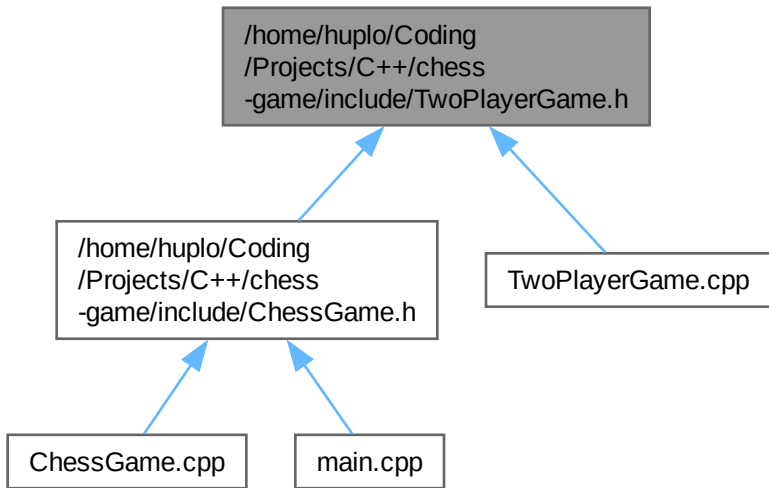 /home/huplo/Coding
/Projects/C++/chess
-game/include/TwoPlayerGame.h
/home/huplo/Coding
/Projects/C++/chess
-game/include/ChessGame.h
TwoPlayerGame.cpp
ChessGame.cpp
main.cpp